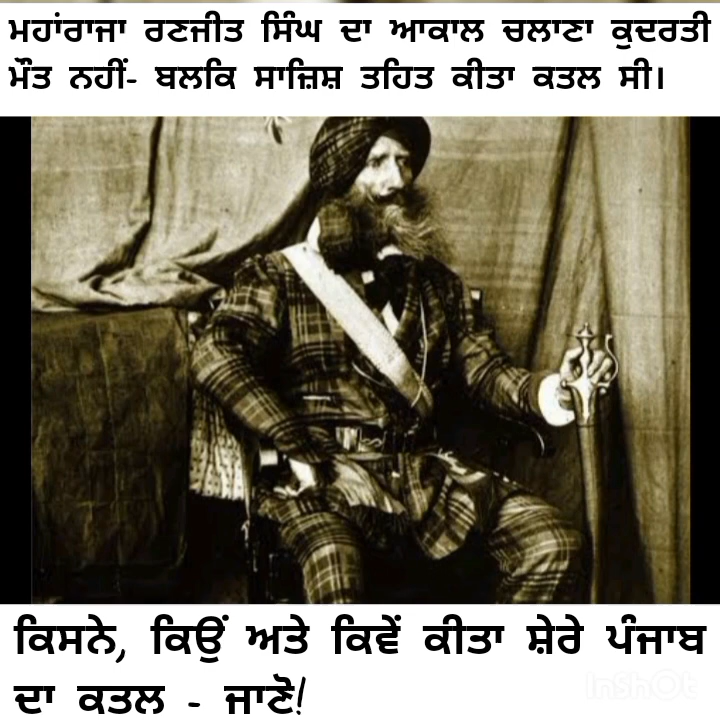 ਮਹਾਂਰਾਜਾ ਰਣਜੀਤ ਸਿੰਘ ਦਾ ਆਕਾਲ ਚਲਾਣਾ ਕੁਦਰਤੀ
ਮੌਤ ਨਹੀਂ- ਬਲਕਿ ਸਾਜ਼ਿਸ਼ ਤਹਿਤ ਕੀਤਾ ਕਤਲ ਸੀ।
ਕਿਸਨੇ, ਕਿਉਂ ਅਤੇ ਕਿਵੇਂ ਕੀਤਾ ਸ਼ੇਰੇ ਪੰਜਾਬ
ਦਾ ਕਤਲ - ਜਾਣੋ!
InShOt